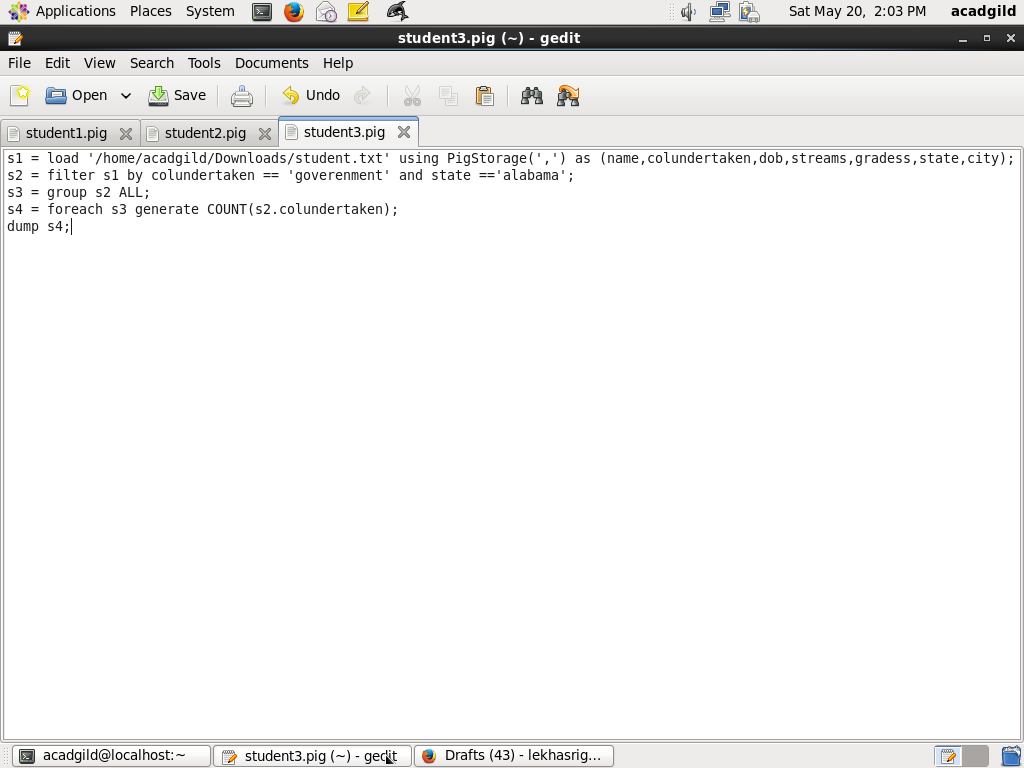 Applications Places System Sat May 20, 2:03 PM acadgild
student3.pig (~) - gedit
File Edit View Search Tools Documents Help
Open Save Undo
student1.pig student2.pig student3.pig
s1 = load '/home/acadgild/Downloads/student.txt' using PigStorage(',') as (name,colundertaken,dob,streams,gradess,state,city);
s2 = filter s1 by colundertaken == 'goverenment' and state =='alabama';
s3 = group s2 ALL;
s4 = foreach s3 generate COUNT(s2.colundertaken);
dump s4;
acadgild@localhost:~ student3.pig (~) - gedit Drafts (43) - lekhasrig...